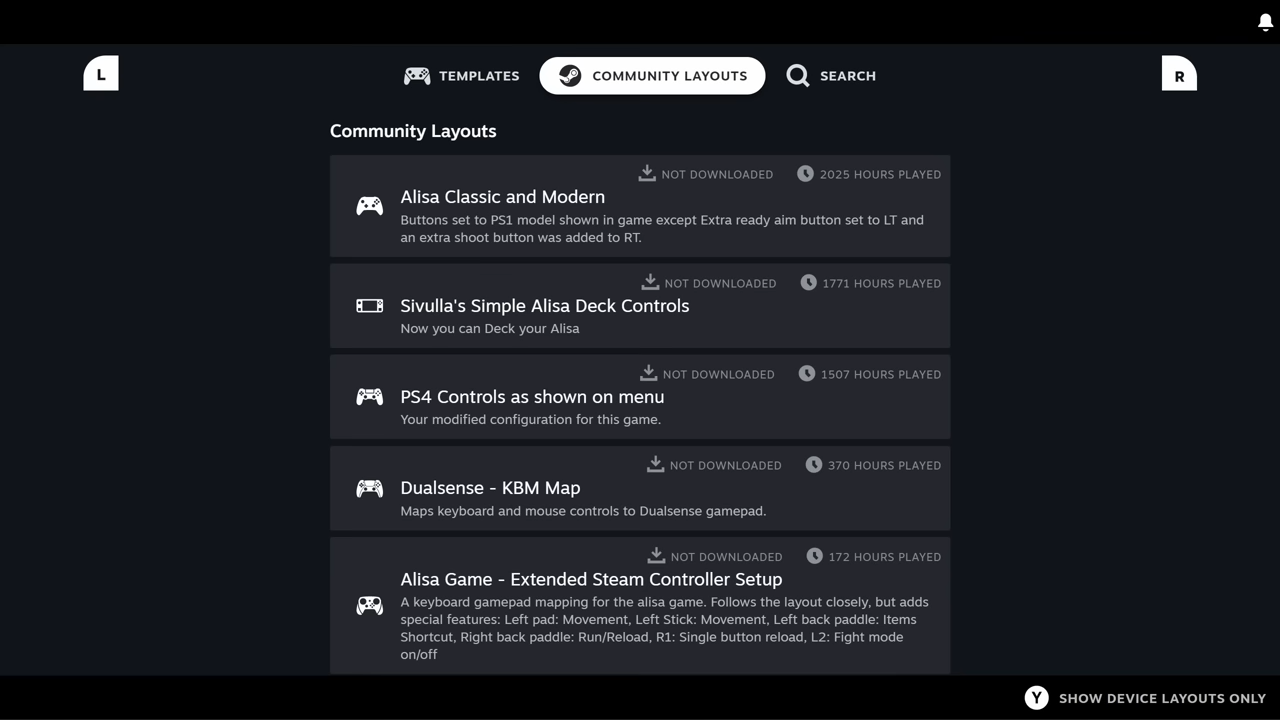 L
TEMPLATES
COMMUNITY LAYOUTS
SEARCH
R
Community Layouts
NOT DOWNLOADED
2025 HOURS PLAYED
Alisa Classic and Modern
Buttons set to PS1 model shown in game except Extra ready aim button set to LT and
an extra shoot button was added to RT.
NOT DOWNLOADED
1771 HOURS PLAYED
Sivulla's Simple Alisa Deck Controls
Now you can Deck your Alisa
NOT DOWNLOADED
1507 HOURS PLAYED
PS4 Controls as shown on menu
Your modified configuration for this game.
NOT DOWNLOADED
370 HOURS PLAYED
Dualsense - KBM Map
Maps keyboard and mouse controls to Dualsense gamepad.
NOT DOWNLOADED
172 HOURS PLAYED
Alisa Game - Extended Steam Controller Setup
A keyboard gamepad mapping for the alisa game. Follows the layout closely, but adds
special features: Left pad: Movement, Left Stick: Movement, Left back paddle: Items
Shortcut, Right back paddle: Run/Reload, R1: Single button reload, L2: Fight mode
on/off
Y
SHOW DEVICE LAYOUTS ONLY